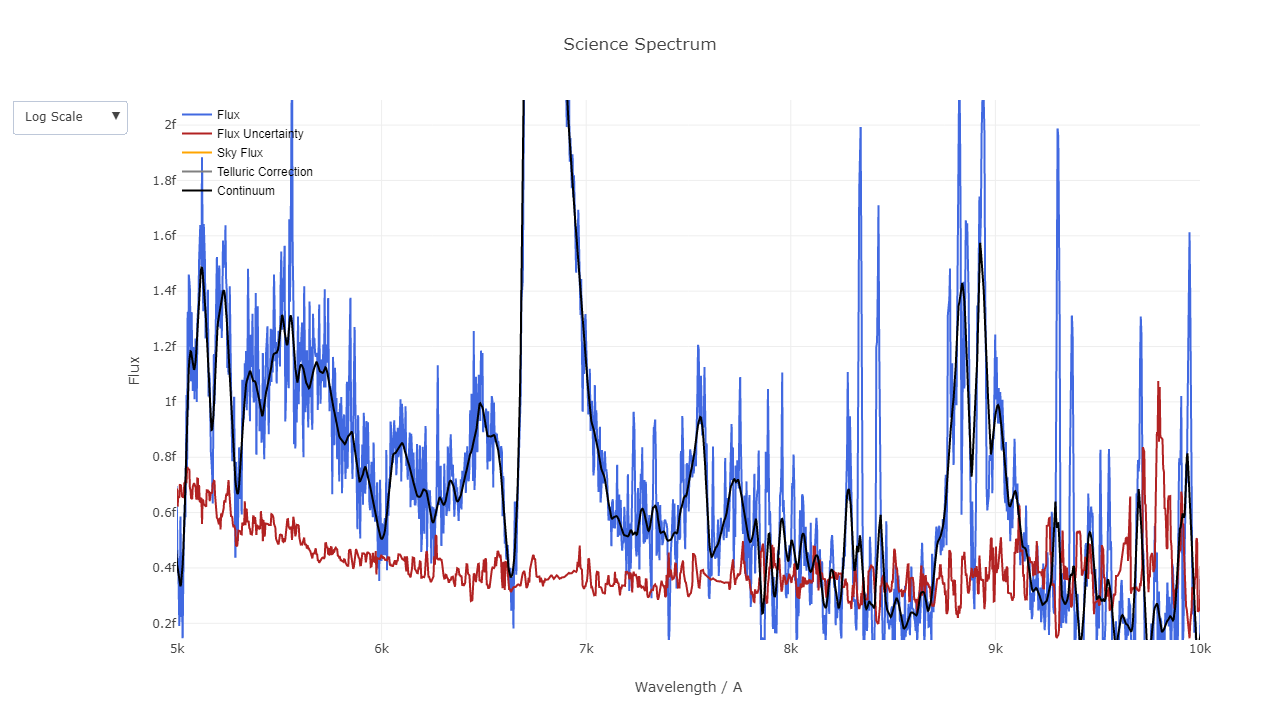 Science Spectrum
Log Scale ▼
Flux
Flux Uncertainty
Sky Flux
Telluric Correction
Continuum
2f
1.8f
1.6f
1.4f
1.2f
1f
0.8f
0.6f
0.4f
0.2f
Flux
5k 6k 7k 8k 9k 10k
Wavelength / A